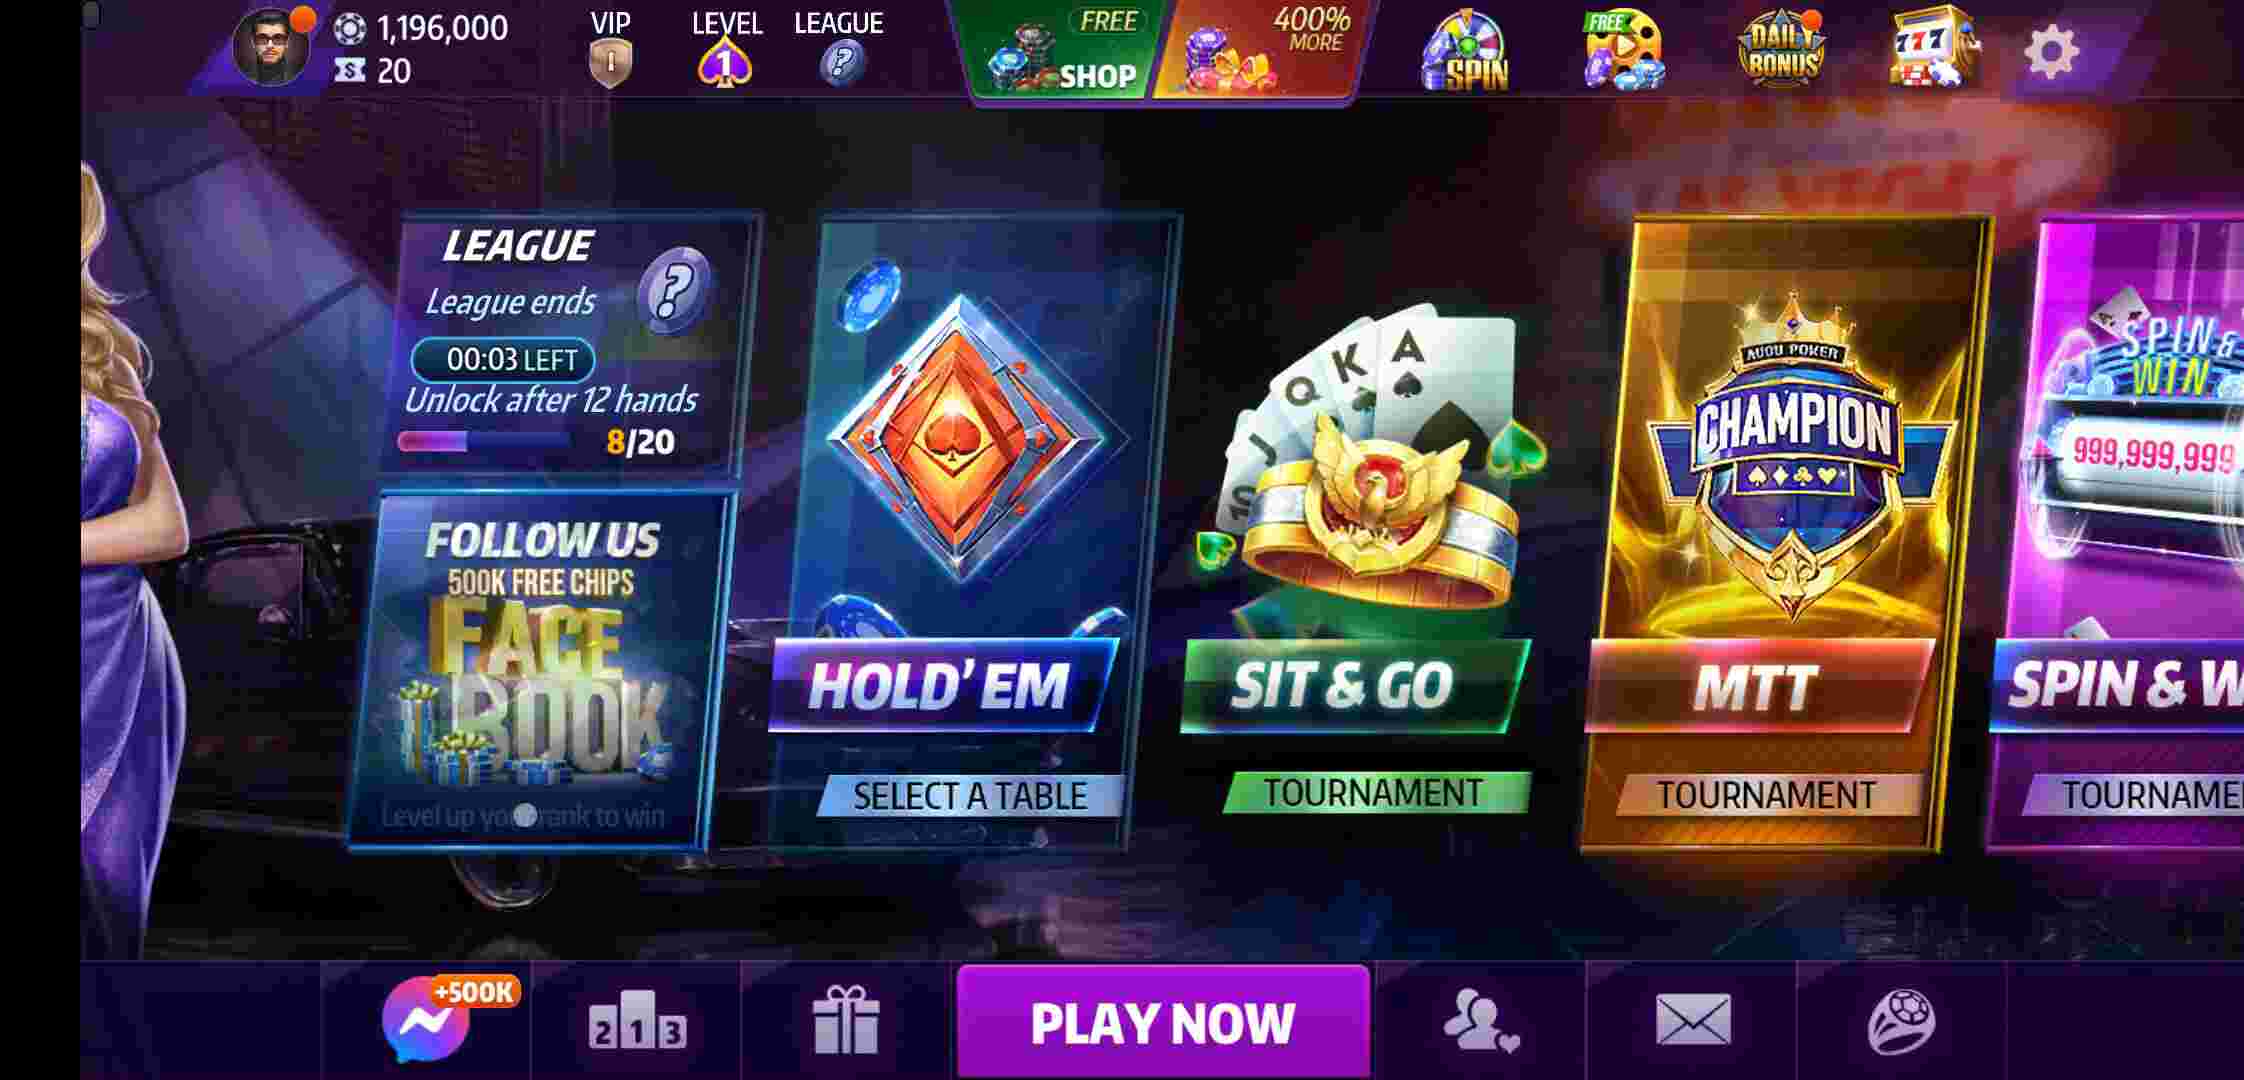 1,196,000
20
VIP
1
LEVEL
1
LEAGUE
?
FREE
SHOP
400%
MORE
SPIN
FREE
DAILY
BONUS
777
LEAGUE
League ends
?
00:03 LEFT
Unlock after 12 hands
8/20
FOLLOW US
500K FREE CHIPS
FACE
BOOK
Level up your rank to win
HOLD'EM
SELECT A TABLE
10 J Q K A
SIT & GO
TOURNAMENT
CHAMPION
MTT
TOURNAMENT
SPIN &
WIN
999,999,999
SPIN & W
TOURNAME
+500K
2 1 3
PLAY NOW